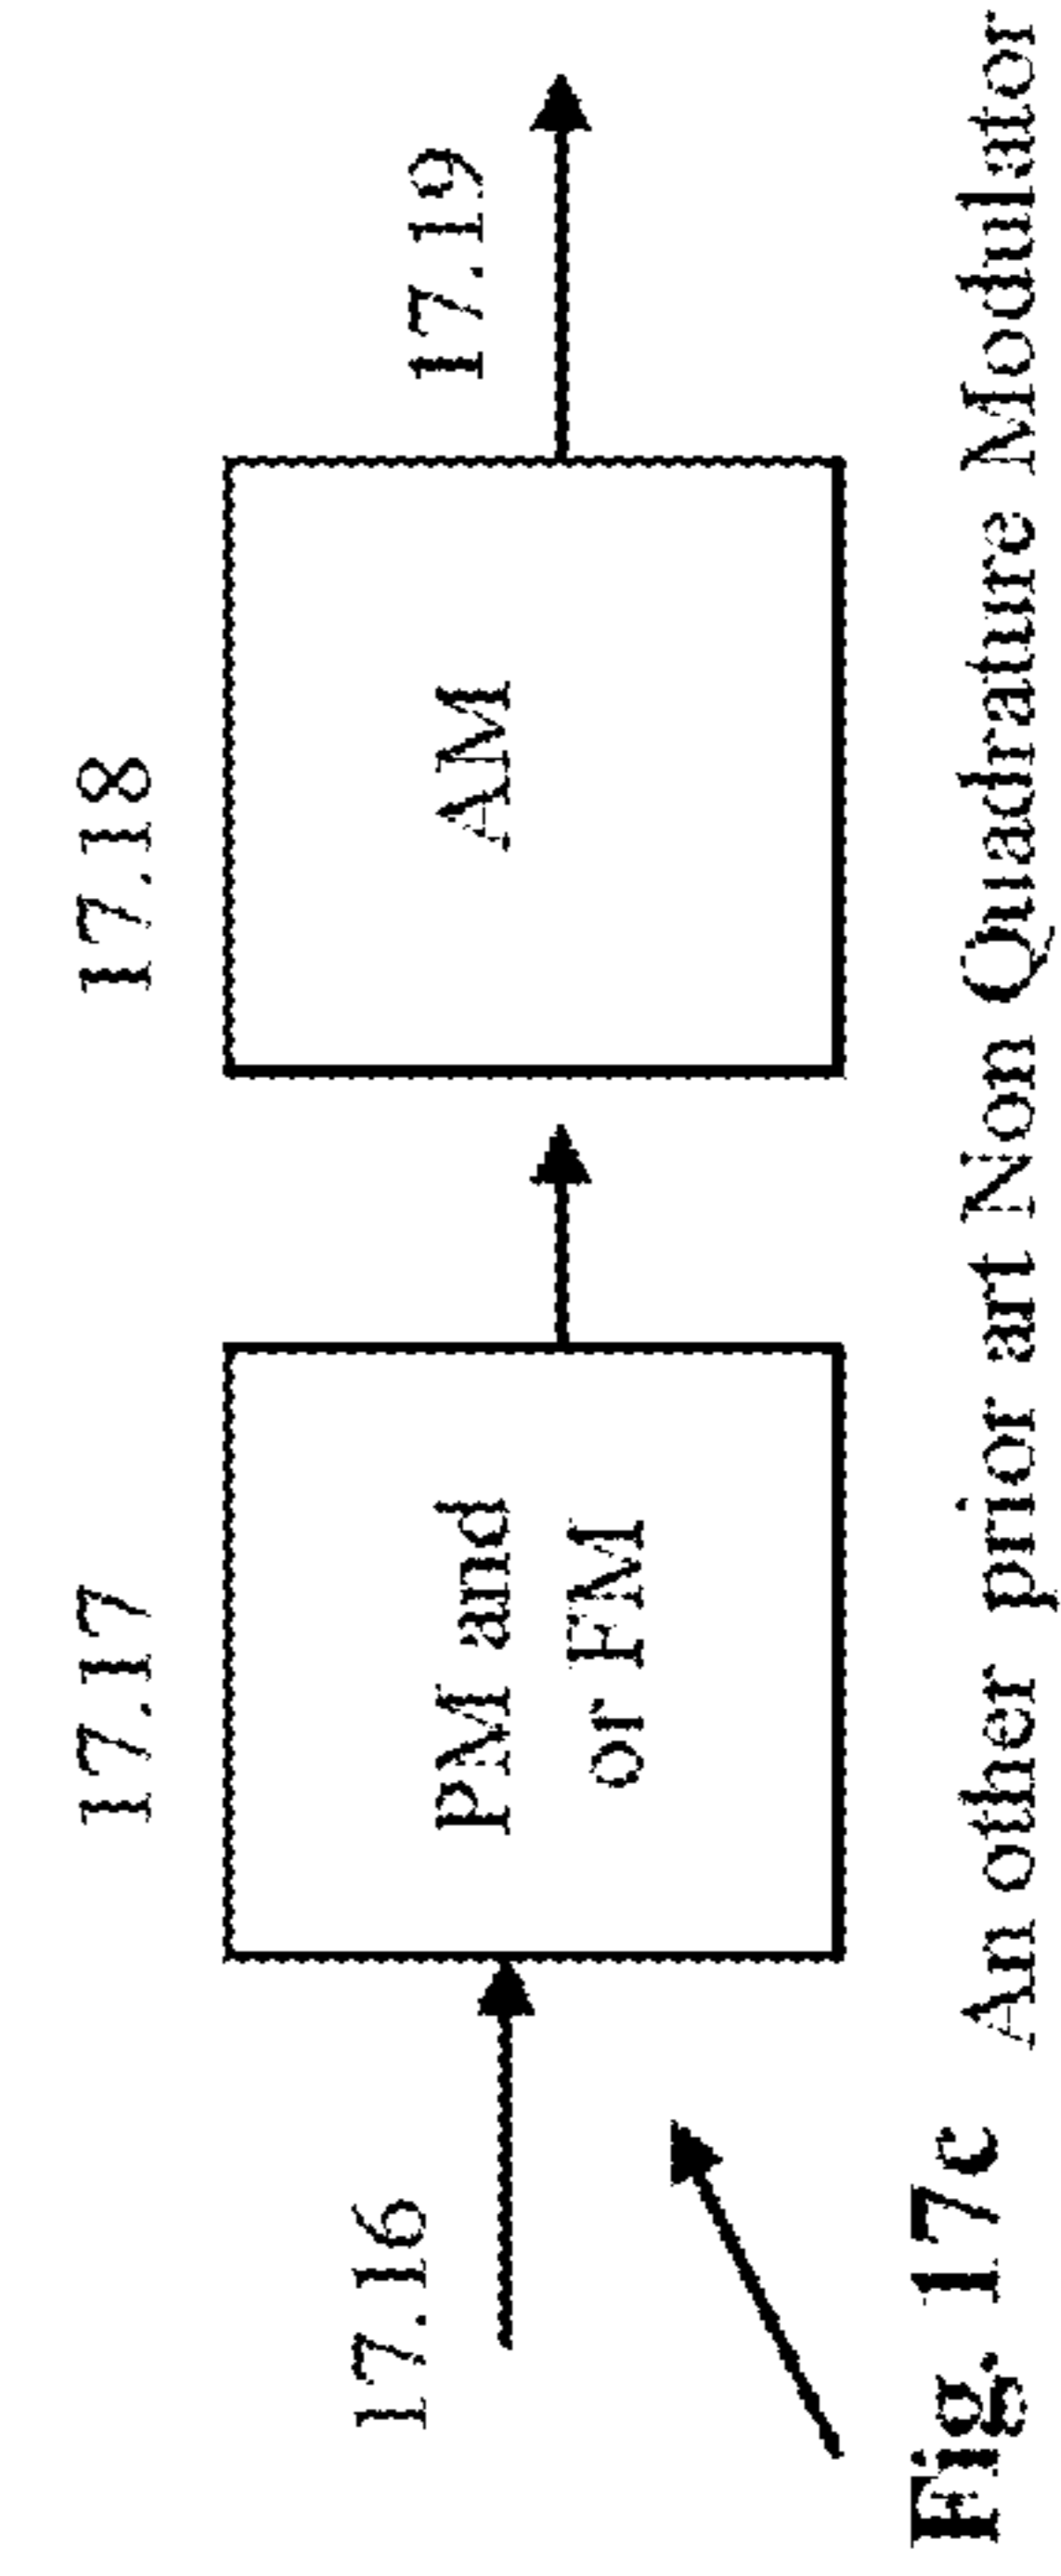 17.17
17.18
17.16
PM and
or FM
AM
17.19
Fig. 17c An other prior art Non Quadrature Modulator